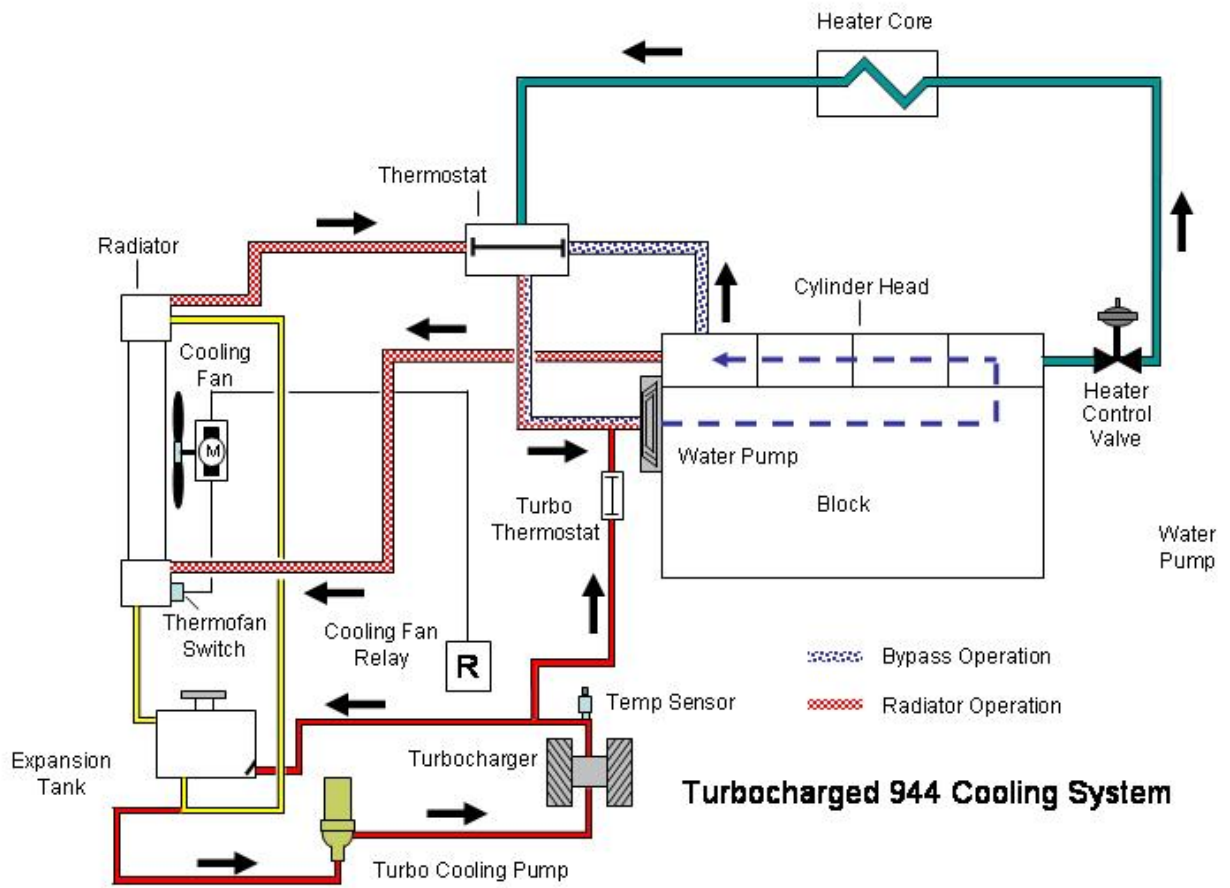 Heater Core
Thermostat
Radiator
Cylinder Head
Cooling
Fan
M
Heater
Control
Valve
Water Pump
Turbo
Thermostat
Block
Water
Pump
Thermofan
Switch
Cooling Fan
Relay
R
Bypass Operation
Radiator Operation
Temp Sensor
Turbocharger
Expansion
Tank
Turbocharged 944 Cooling System
Turbo Cooling Pump